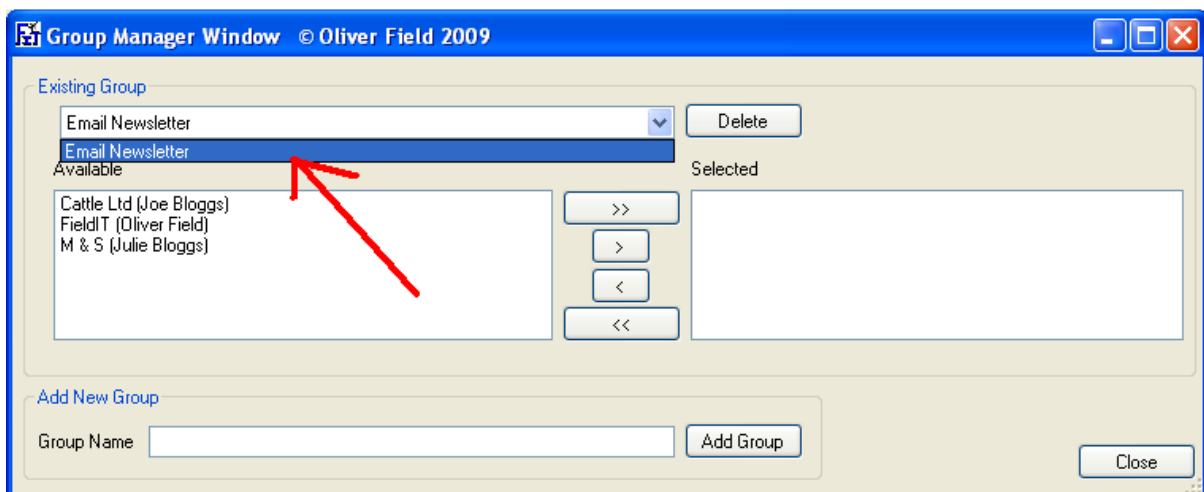 Group Manager Window © Oliver Field 2009
Existing Group
Email Newsletter
Delete
Email Newsletter
Available
Selected
Cattle Ltd (Joe Bloggs)
FieldIT (Oliver Field)
M & S (Julie Bloggs)
>>
>
<
<<
Add New Group
Group Name
Add Group
Close